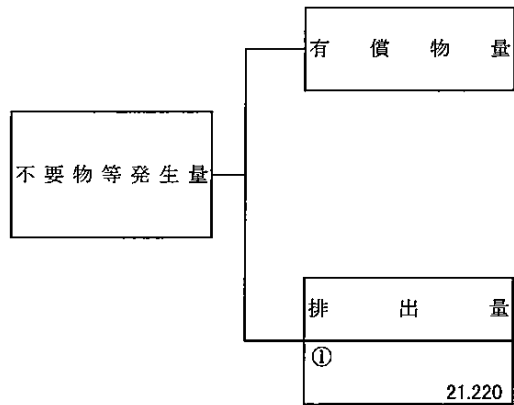 有償物量
不要物等発生量
排出量
①
21.220